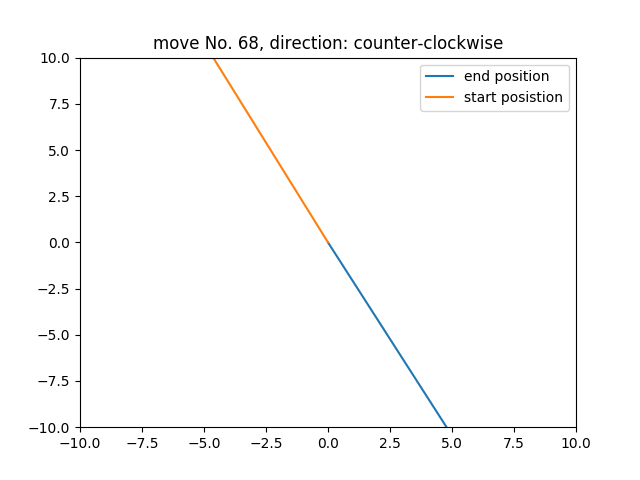 move No. 68, direction: counter-clockwise
end position
start posistion
10.0
7.5
5.0
2.5
0.0
−2.5
−5.0
−7.5
−10.0
−10.0 −7.5 −5.0 −2.5 0.0 2.5 5.0 7.5 10.0